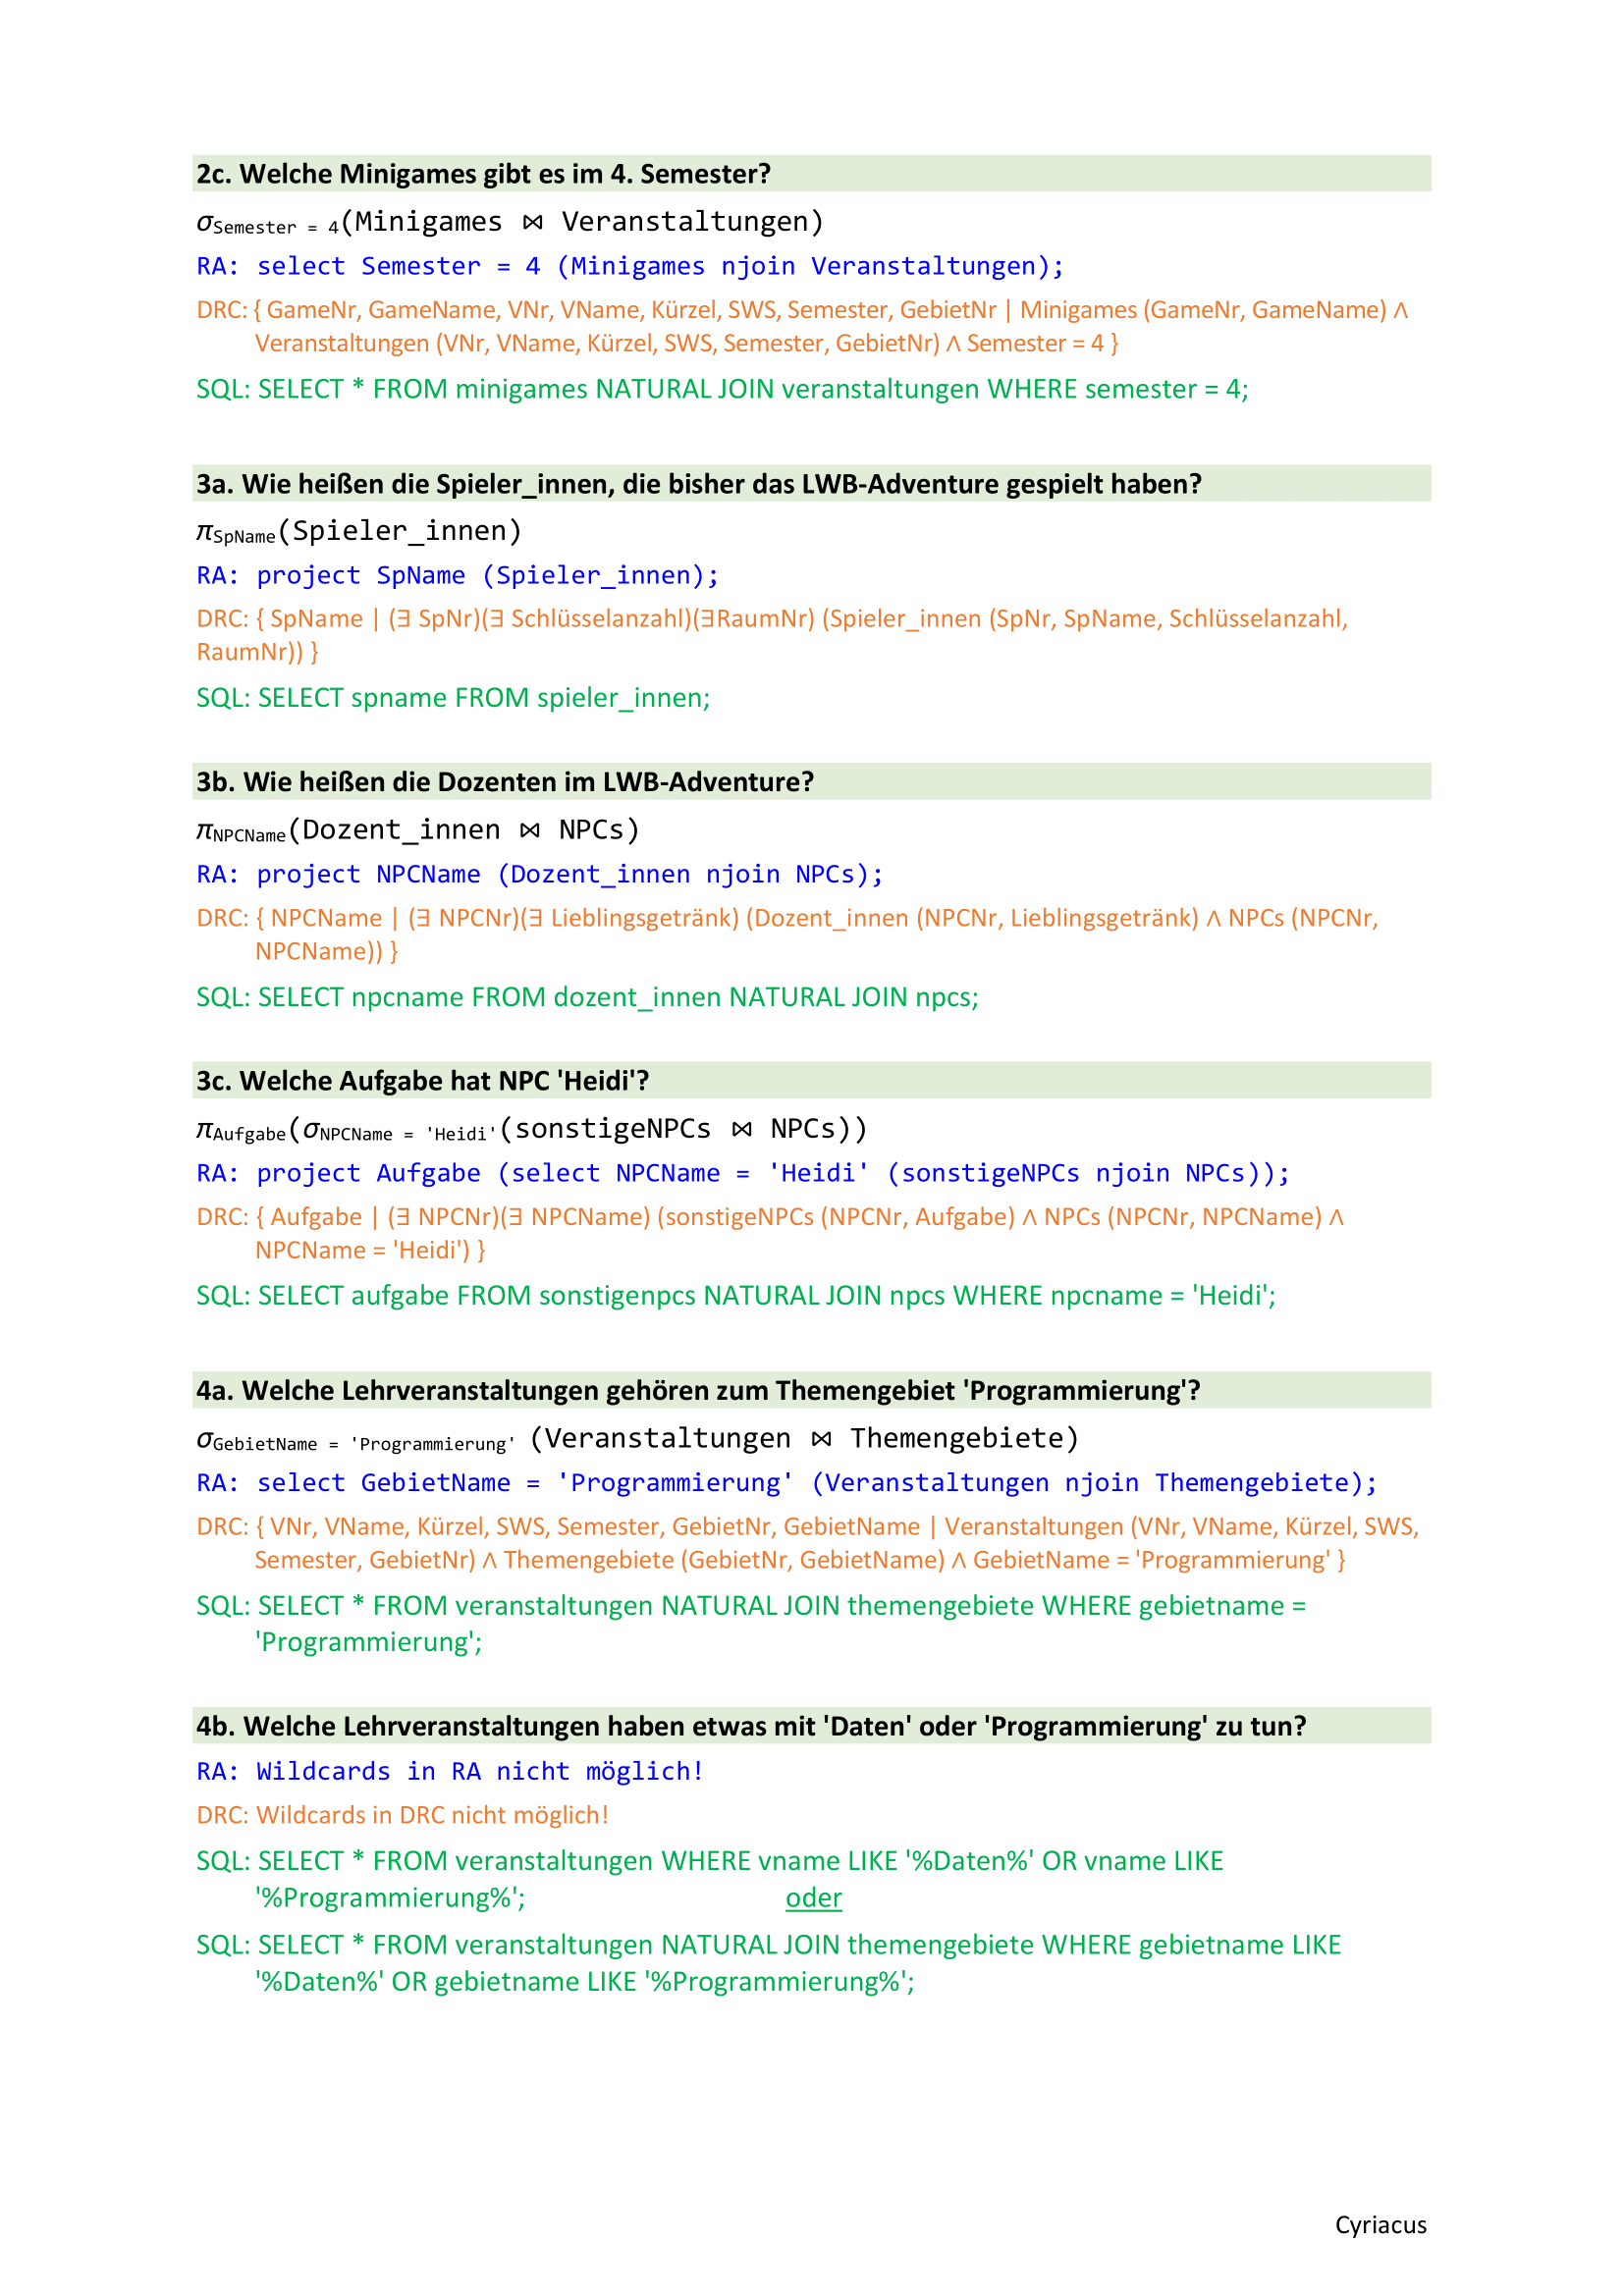 2c. Welche Minigames gibt es im 4. Semester?
σSemester = 4(Minigames ⋈ Veranstaltungen)
RA: select Semester = 4 (Minigames njoin Veranstaltungen);
DRC: { GameNr, GameName, VNr, VName, Kürzel, SWS, Semester, GebietNr | Minigames (GameNr, GameName) ∧
Veranstaltungen (VNr, VName, Kürzel, SWS, Semester, GebietNr) ∧ Semester = 4 }
SQL: SELECT * FROM minigames NATURAL JOIN veranstaltungen WHERE semester = 4;
3a. Wie heißen die Spieler_innen, die bisher das LWB-Adventure gespielt haben?
πSpName(Spieler_innen)
RA: project SpName (Spieler_innen);
DRC: { SpName | (∃ SpNr)(∃ Schlüsselanzahl)(∃RaumNr) (Spieler_innen (SpNr, SpName, Schlüsselanzahl,
RaumNr)) }
SQL: SELECT spname FROM spieler_innen;
3b. Wie heißen die Dozenten im LWB-Adventure?
πNPCName(Dozent_innen ⋈ NPCs)
RA: project NPCName (Dozent_innen njoin NPCs);
DRC: { NPCName | (∃ NPCNr)(∃ Lieblingsgetränk) (Dozent_innen (NPCNr, Lieblingsgetränk) ∧ NPCs (NPCNr,
NPCName)) }
SQL: SELECT npcname FROM dozent_innen NATURAL JOIN npcs;
3c. Welche Aufgabe hat NPC 'Heidi'?
πAufgabe(σNPCName = 'Heidi'(sonstigeNPCs ⋈ NPCs))
RA: project Aufgabe (select NPCName = 'Heidi' (sonstigeNPCs njoin NPCs));
DRC: { Aufgabe | (∃ NPCNr)(∃ NPCName) (sonstigeNPCs (NPCNr, Aufgabe) ∧ NPCs (NPCNr, NPCName) ∧
NPCName = 'Heidi') }
SQL: SELECT aufgabe FROM sonstigenpcs NATURAL JOIN npcs WHERE npcname = 'Heidi';
4a. Welche Lehrveranstaltungen gehören zum Themengebiet 'Programmierung'?
σGebietName = 'Programmierung' (Veranstaltungen ⋈ Themengebiete)
RA: select GebietName = 'Programmierung' (Veranstaltungen njoin Themengebiete);
DRC: { VNr, VName, Kürzel, SWS, Semester, GebietNr, GebietName | Veranstaltungen (VNr, VName, Kürzel, SWS,
Semester, GebietNr) ∧ Themengebiete (GebietNr, GebietName) ∧ GebietName = 'Programmierung' }
SQL: SELECT * FROM veranstaltungen NATURAL JOIN themengebiete WHERE gebietname =
'Programmierung';
4b. Welche Lehrveranstaltungen haben etwas mit 'Daten' oder 'Programmierung' zu tun?
RA: Wildcards in RA nicht möglich!
DRC: Wildcards in DRC nicht möglich!
SQL: SELECT * FROM veranstaltungen WHERE vname LIKE '%Daten%' OR vname LIKE
'%Programmierung%'; oder
SQL: SELECT * FROM veranstaltungen NATURAL JOIN themengebiete WHERE gebietname LIKE
'%Daten%' OR gebietname LIKE '%Programmierung%';
Cyriacus